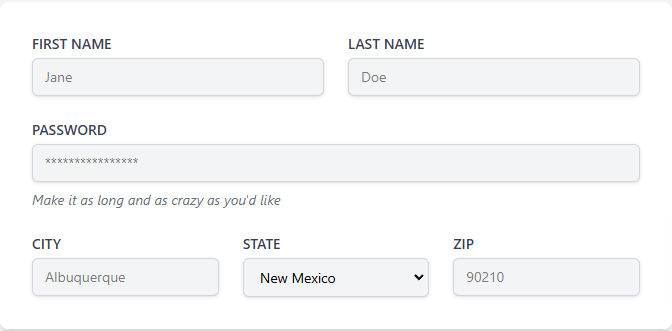 FIRST NAME LAST NAME
Jane Doe
PASSWORD
****************
Make it as long and as crazy as you'd like
CITY STATE ZIP
Albuquerque New Mexico 90210